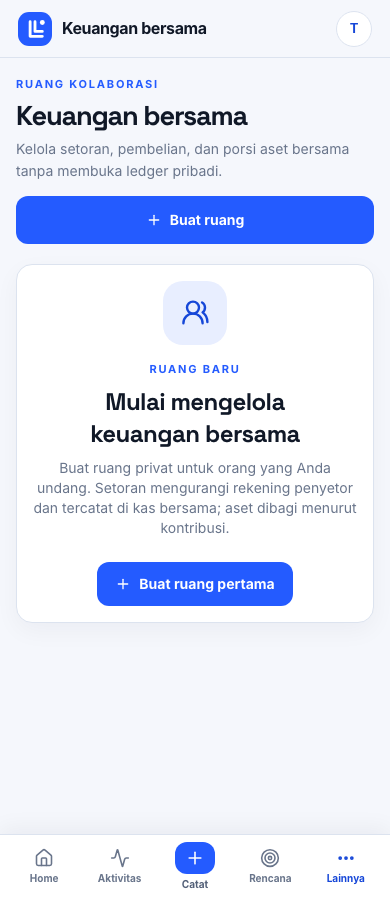 Keuangan bersama
T
RUANG KOLABORASI
Keuangan bersama
Kelola setoran, pembelian, dan porsi aset bersama
tanpa membuka ledger pribadi.
Buat ruang
RUANG BARU
Mulai mengelola
keuangan bersama
Buat ruang privat untuk orang yang Anda
undang. Setoran mengurangi rekening penyetor
dan tercatat di kas bersama; aset dibagi menurut
kontribusi.
Buat ruang pertama
Home
Aktivitas
Catat
Rencana
Lainnya